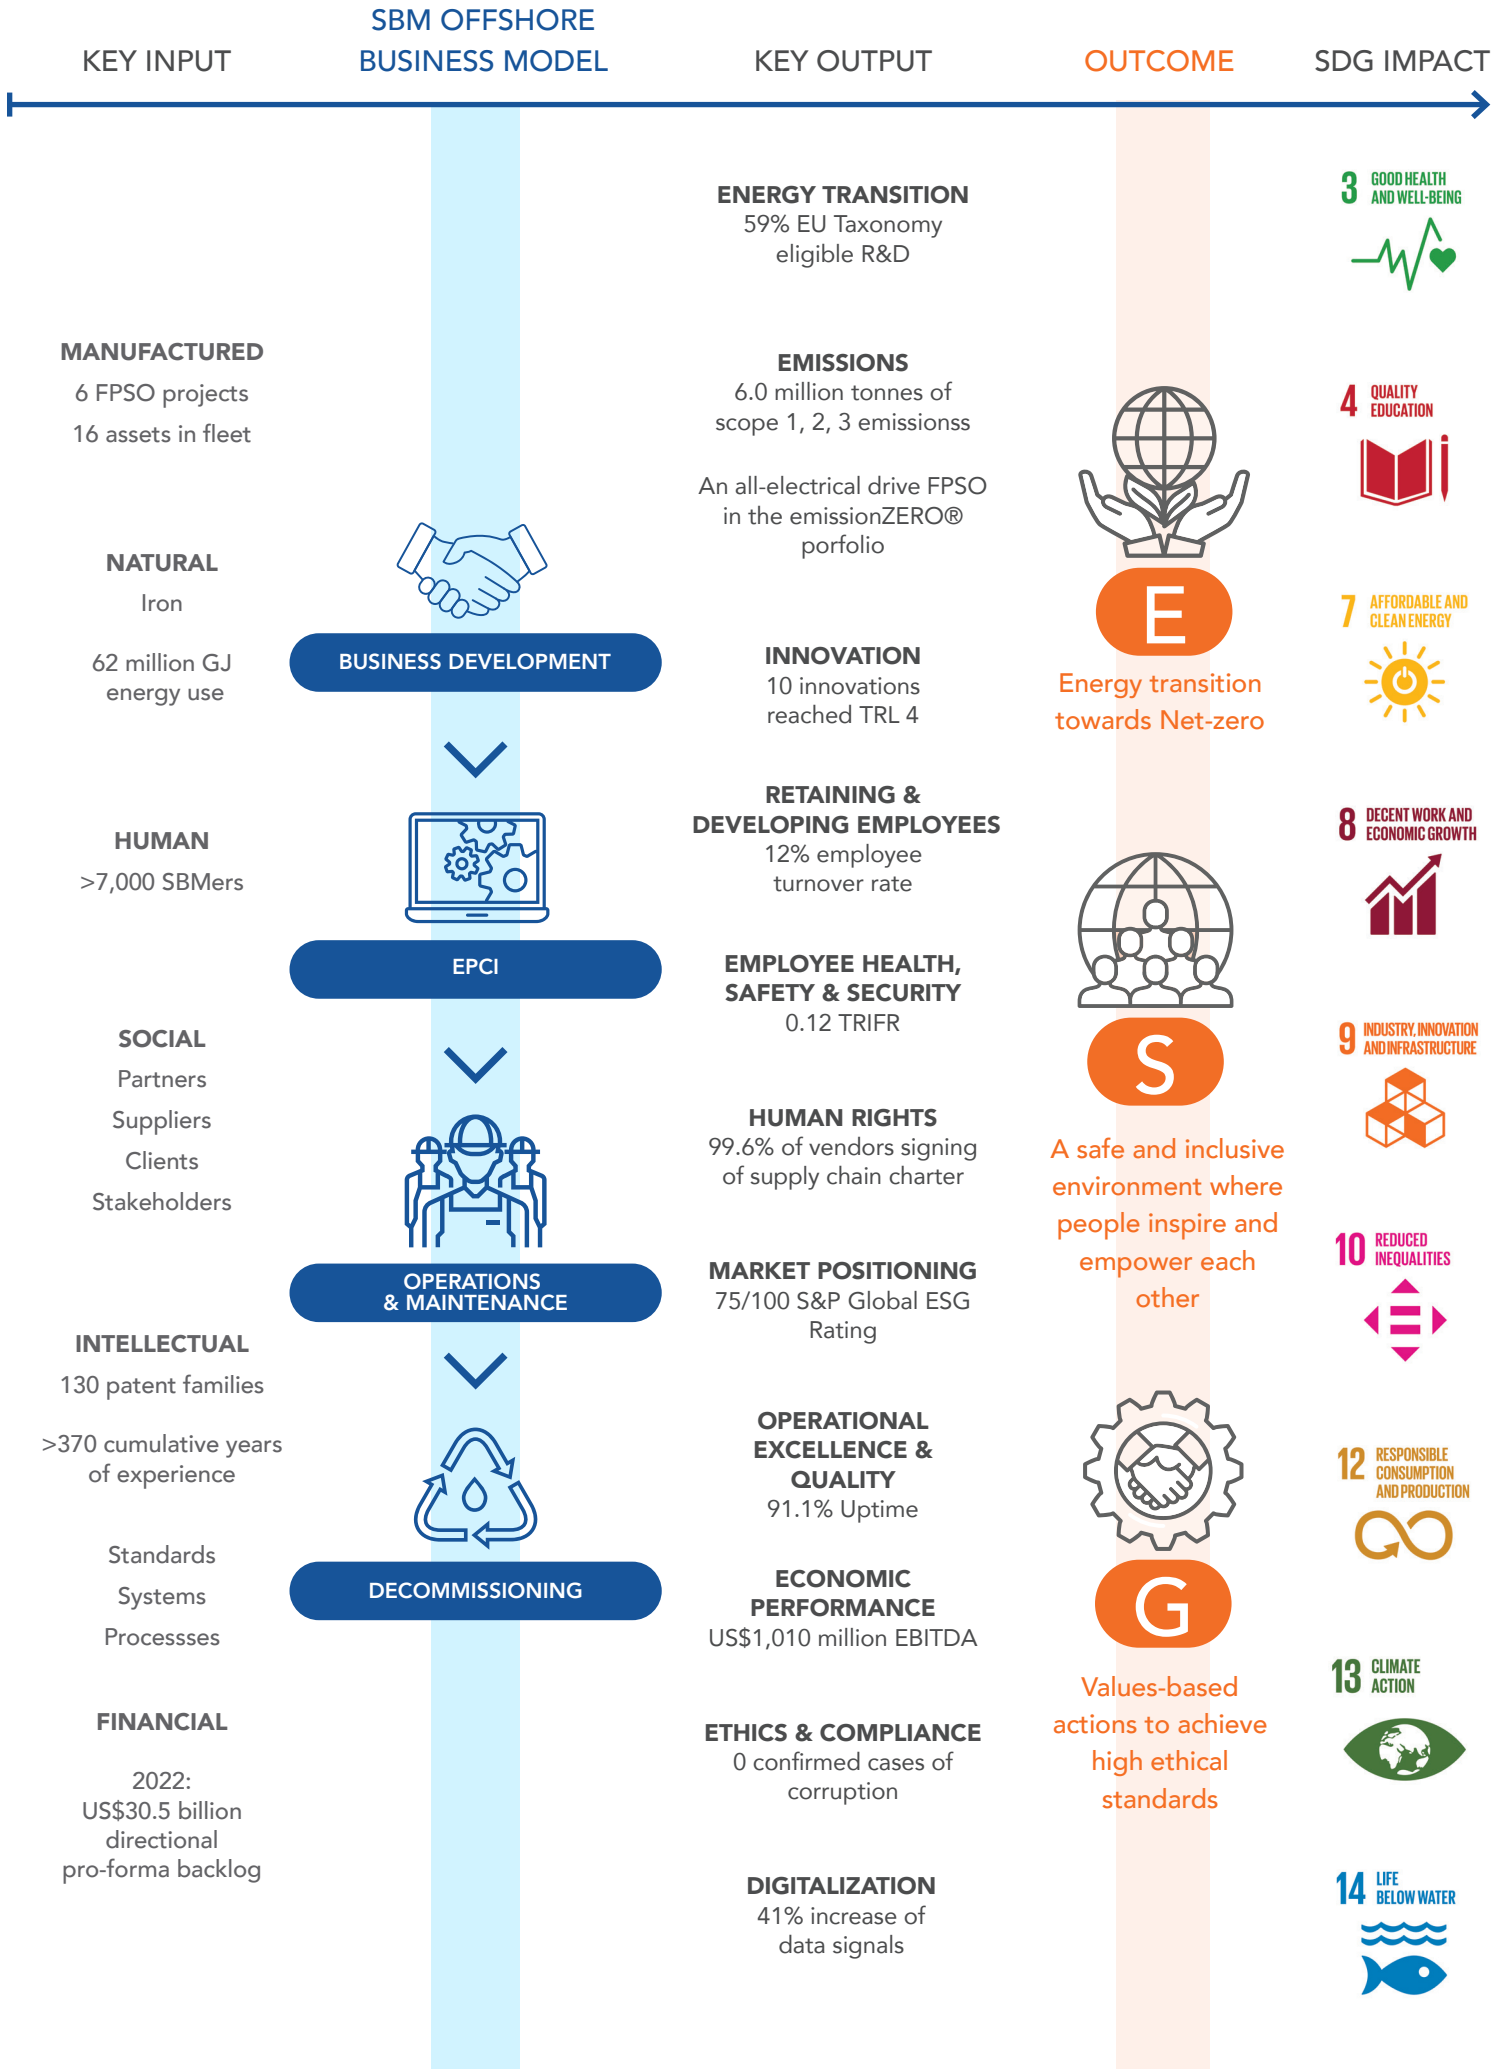 KEY INPUT
SBM OFFSHORE
BUSINESS MODEL
KEY OUTPUT
OUTCOME
SDG IMPACT
MANUFACTURED
6 FPSO projects
16 assets in fleet
NATURAL
Iron
62 million GJ
energy use
HUMAN
>7,000 SBMers
SOCIAL
Partners
Suppliers
Clients
Stakeholders
INTELLECTUAL
130 patent families
>370 cumulative years
of experience
Standards
Systems
Processses
FINANCIAL
2022:
US$30.5 billion
directional
pro-forma backlog
BUSINESS DEVELOPMENT
EPCI
OPERATIONS
& MAINTENANCE
DECOMMISSIONING
ENERGY TRANSITION
59% EU Taxonomy
eligible R&D
EMISSIONS
6.0 million tonnes of
scope 1, 2, 3 emissionss
An all-electrical drive FPSO
in the emissionZERO®
porfolio
INNOVATION
10 innovations
reached TRL 4
RETAINING &
DEVELOPING EMPLOYEES
12% employee
turnover rate
EMPLOYEE HEALTH,
SAFETY & SECURITY
0.12 TRIFR
HUMAN RIGHTS
99.6% of vendors signing
of supply chain charter
MARKET POSITIONING
75/100 S&P Global ESG
Rating
OPERATIONAL
EXCELLENCE &
QUALITY
91.1% Uptime
ECONOMIC
PERFORMANCE
US$1,010 million EBITDA
ETHICS & COMPLIANCE
0 confirmed cases of
corruption
DIGITALIZATION
41% increase of
data signals
E
Energy transition
towards Net-zero
S
A safe and inclusive
environment where
people inspire and
empower each
other
G
Values-based
actions to achieve
high ethical
standards
3 GOOD HEALTH
AND WELL-BEING
4 QUALITY
EDUCATION
7 AFFORDABLE AND
CLEAN ENERGY
8 DECENT WORK AND
ECONOMIC GROWTH
9 INDUSTRY, INNOVATION
AND INFRASTRUCTURE
10 REDUCED
INEQUALITIES
12 RESPONSIBLE
CONSUMPTION
AND PRODUCTION
13 CLIMATE
ACTION
14 LIFE
BELOW WATER